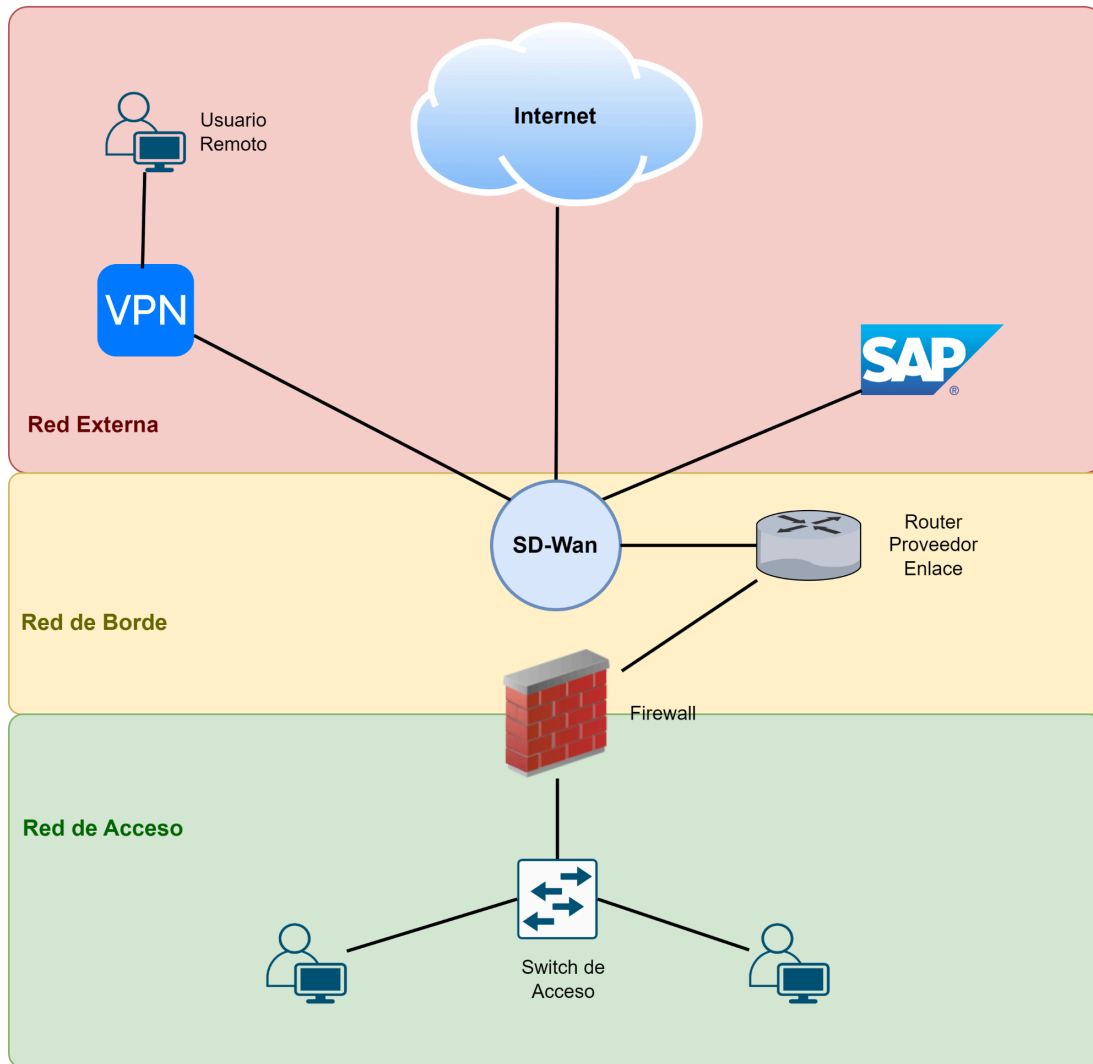 Internet
Usuario
Remoto
VPN
SAP
®
Red Externa
SD-Wan
Router
Proveedor
Enlace
Red de Borde
Firewall
Red de Acceso
Switch de
Acceso